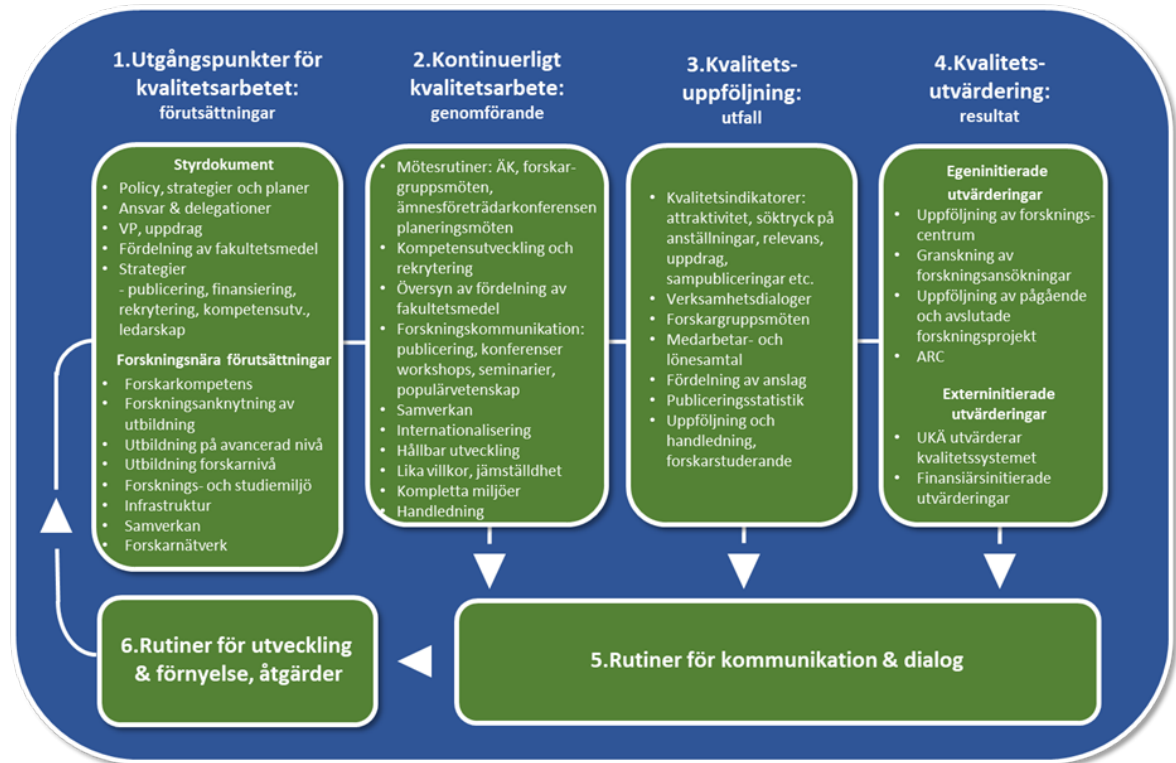 1.Utgångspunkter för
kvalitetsarbetet:
förutsättningar
Styrdokument
• Policy, strategier och planer
• Ansvar & delegationer
• VP, uppdrag
• Fördelning av fakultetsmedel
• Strategier
- publicering, finansiering,
rekrytering, kompetensutv.,
ledarskap
Forskningsnära förutsättningar
• Forskarkompetens
• Forskningsanknytning av
utbildning
• Utbildning på avancerad nivå
• Utbildning forskarnivå
• Forsknings- och studiemiljö
• Infrastruktur
• Samverkan
• Forskarnätverk
2.Kontinuerligt
kvalitetsarbete:
genomförande
• Mötesrutiner: ÄK, forskar-
gruppsmöten,
ämnesföreträdarkonferensen
planeringsmöten
• Kompetensutveckling och
rekrytering
• Översyn av fördelning av
fakultetsmedel
• Forskningskommunikation:
publicering, konferenser
workshops, seminarier,
populärvetenskap
• Samverkan
• Internationalisering
• Hållbar utveckling
• Lika villkor, jämställdhet
• Kompletta miljöer
• Handledning
3.Kvalitets-
uppföljning:
utfall
• Kvalitetsindikatorer:
attraktivitet, söktryck på
anställningar, relevans,
uppdrag,
sampubliceringar etc.
• Verksamhetsdialoger
• Forskargruppsmöten
• Medarbetar- och
lönesamtal
• Fördelning av anslag
• Publiceringsstatistik
• Uppföljning och
handledning,
forskarstuderande
4.Kvalitets-
utvärdering:
resultat
Egeninitierade
utvärderingar
• Uppföljning av forsknings-
centrum
• Granskning av
forskningsansökningar
• Uppföljning av pågående
och avslutade
forskningsprojekt
• ARC
Externinitierade
utvärderingar
• UKÄ utvärderar
kvalitetssystemet
• Finansiärsinitierade
utvärderingar
6.Rutiner för utveckling
& förnyelse, åtgärder
5.Rutiner för kommunikation & dialog